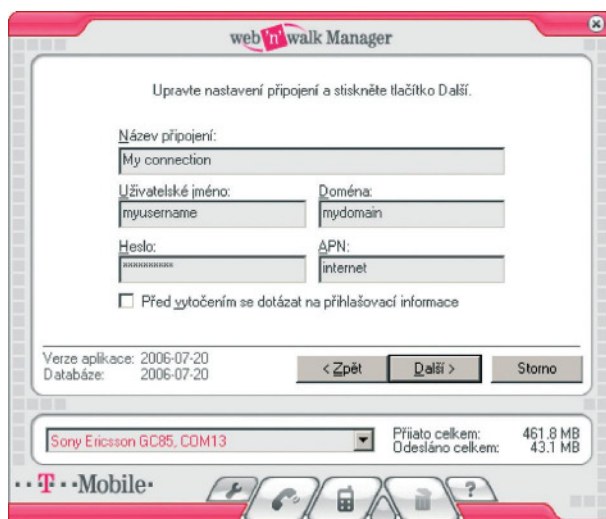 web'n'walk Manager
Upravte nastavení připojení a stiskněte tlačítko Další.
Název připojení:
My connection
Uživatelské jméno: Doména:
myusername mydomain
Heslo: APN:
********** internet
Před vytočením se dotázat na přihlašovací informace
Verze aplikace: 2006-07-20
Databáze: 2006-07-20
< Zpět Další > Storno
Sony Ericsson GC85, COM13
Přijato celkem: 461.8 MB
Odesláno celkem: 43.1 MB
··T··Mobile·
?